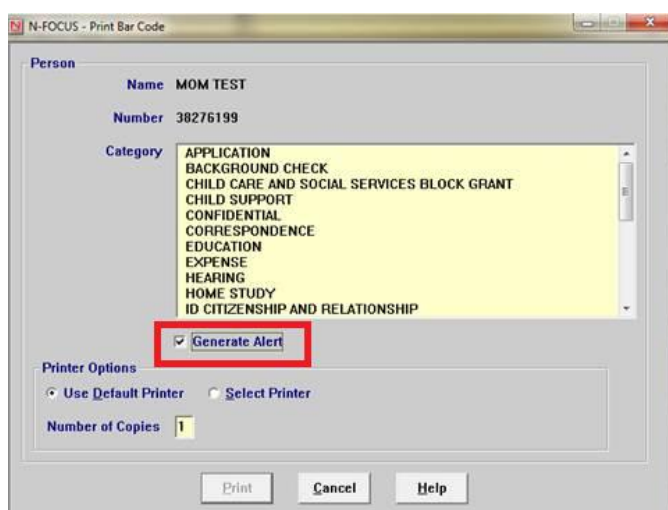 N-FOCUS - Print Bar Code
Person
Name MOM TEST
Number 38276199
Category
APPLICATION
BACKGROUND CHECK
CHILD CARE AND SOCIAL SERVICES BLOCK GRANT
CHILD SUPPORT
CONFIDENTIAL
CORRESPONDENCE
EDUCATION
EXPENSE
HEARING
HOME STUDY
ID CITIZENSHIP AND RELATIONSHIP
Generate Alert
Printer Options
Use Default Printer Select Printer
Number of Copies 1
Print Cancel Help